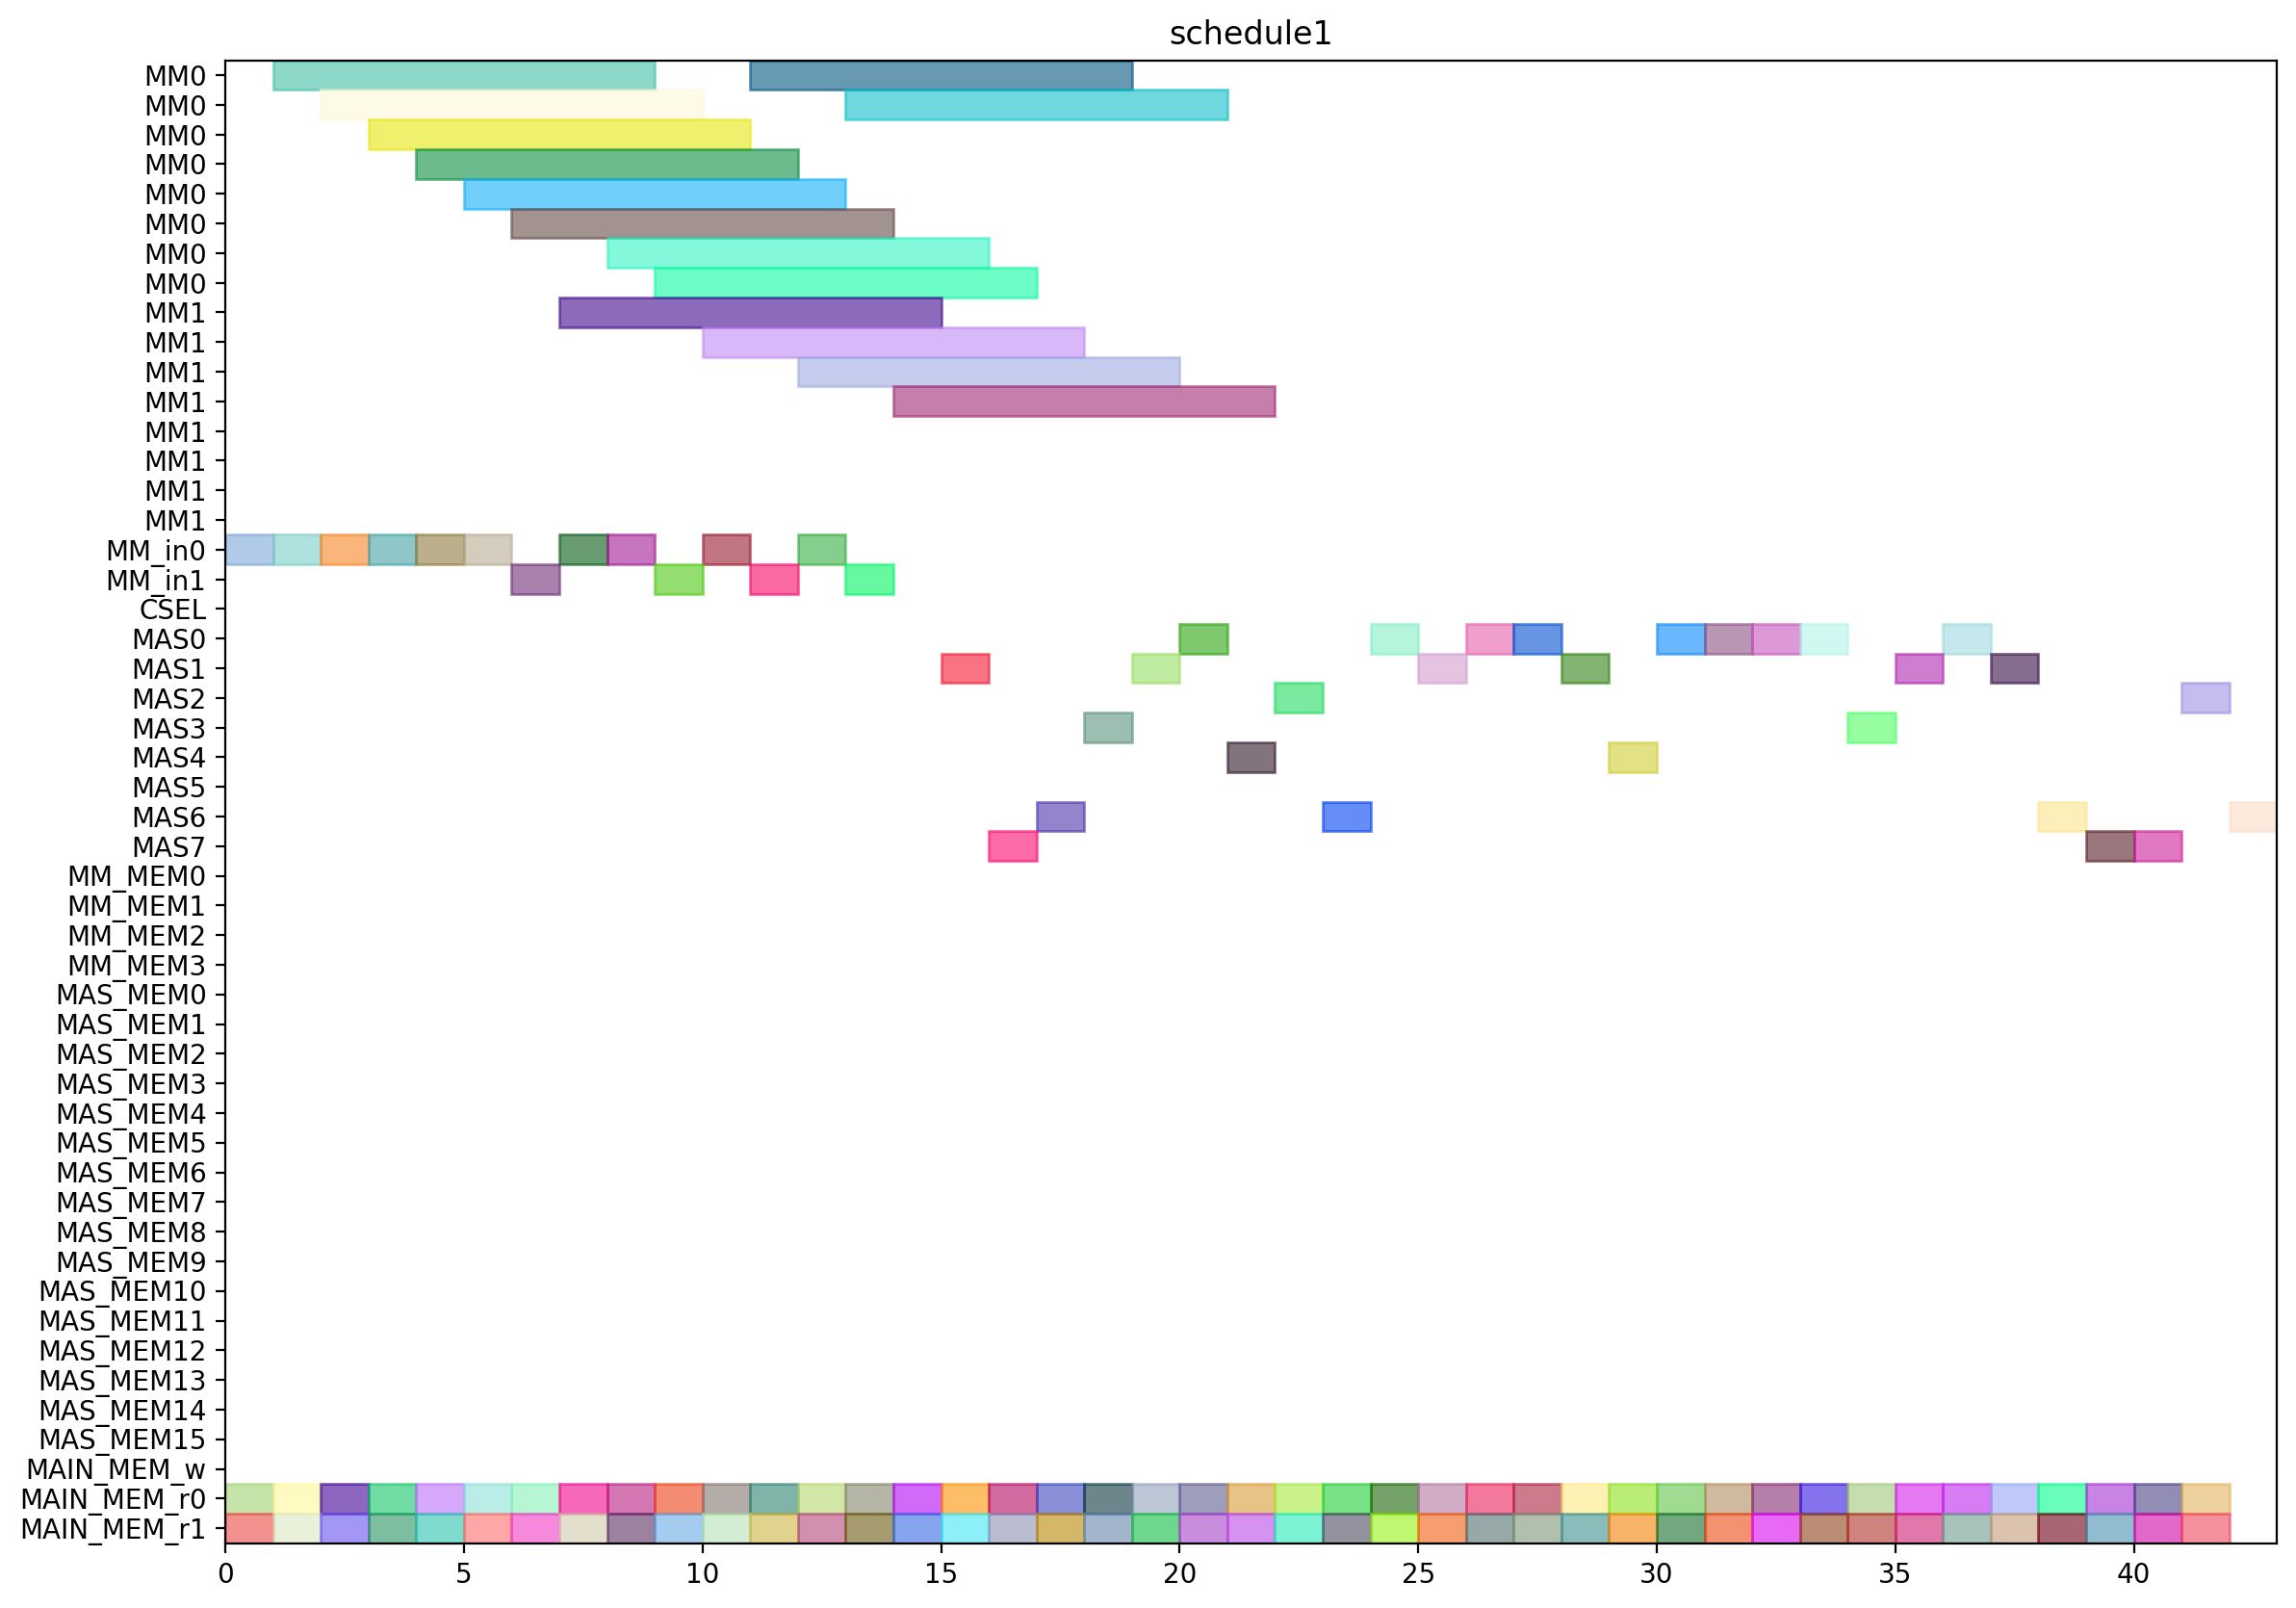 schedule1
MM0
MM0
MM0
MM0
MM0
MM0
MM0
MM0
MM1
MM1
MM1
MM1
MM1
MM1
MM1
MM1
MM_in0
MM_in1
CSEL
MAS0
MAS1
MAS2
MAS3
MAS4
MAS5
MAS6
MAS7
MM_MEM0
MM_MEM1
MM_MEM2
MM_MEM3
MAS_MEM0
MAS_MEM1
MAS_MEM2
MAS_MEM3
MAS_MEM4
MAS_MEM5
MAS_MEM6
MAS_MEM7
MAS_MEM8
MAS_MEM9
MAS_MEM10
MAS_MEM11
MAS_MEM12
MAS_MEM13
MAS_MEM14
MAS_MEM15
MAIN_MEM_w
MAIN_MEM_r0
MAIN_MEM_r1
0 5 10 15 20 25 30 35 40